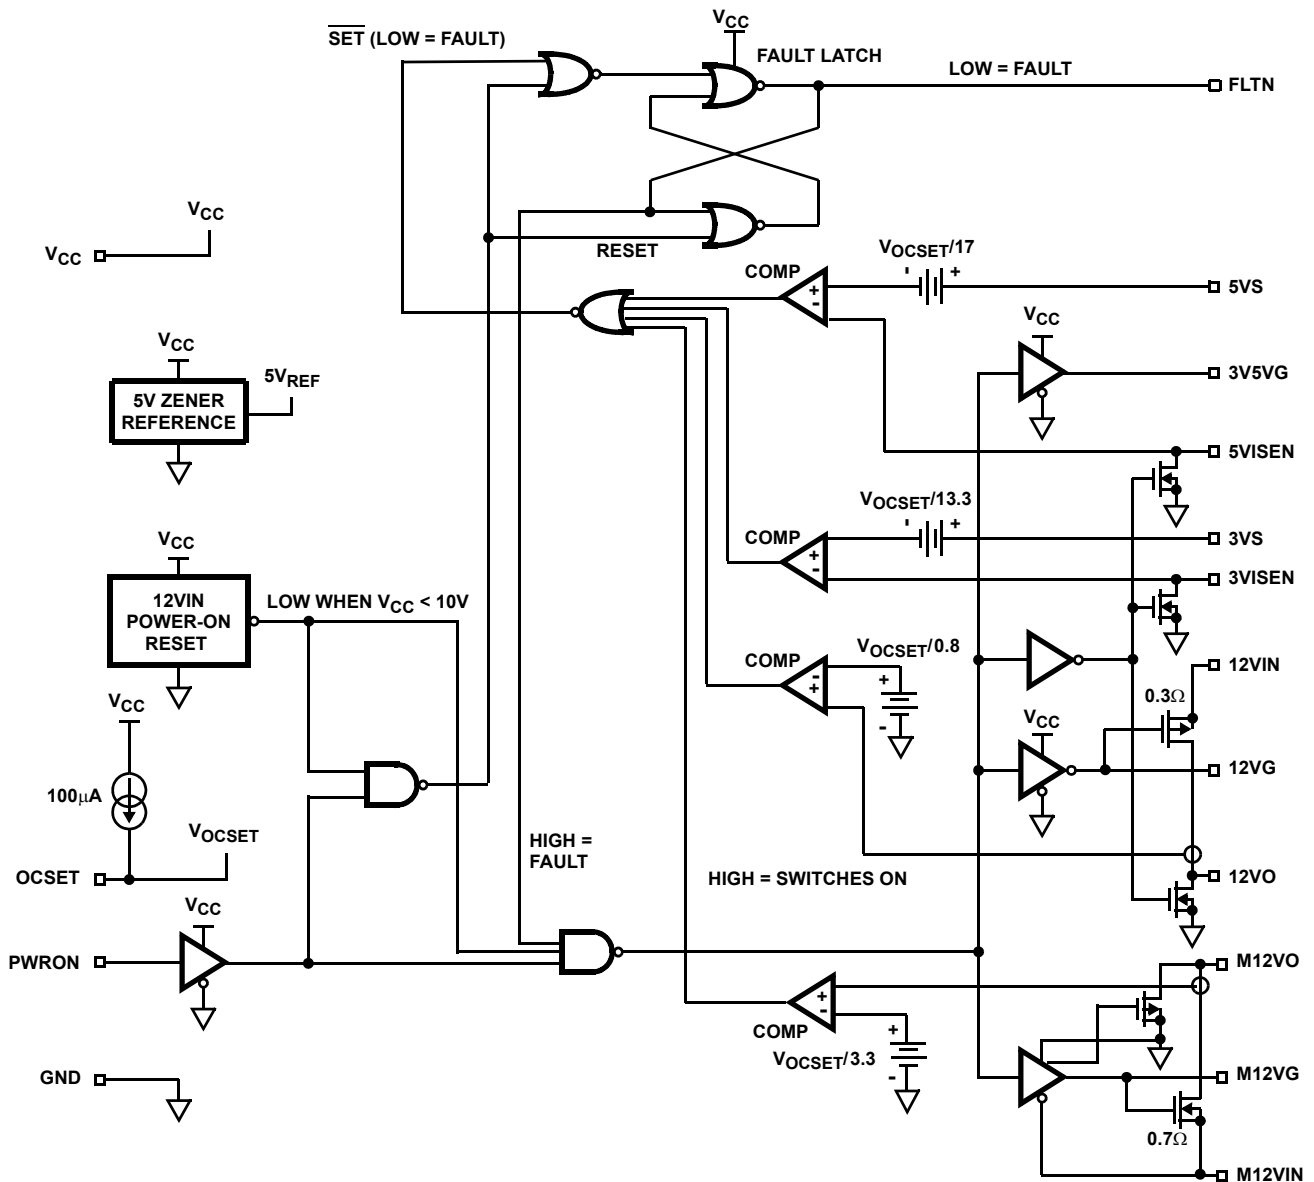 V_CC
SET (LOW = FAULT)
FAULT LATCH
LOW = FAULT
FLTN
RESET
V_CC
V_CC
V_OCSET/17
- +
COMP
+
-
5VS
V_CC
3V5VG
V_CC
5V_REF
5V ZENER
REFERENCE
5VISEN
V_OCSET/13.3
- +
COMP
+
-
3VS
3VISEN
V_CC
12VIN
POWER-ON
RESET
LOW WHEN V_CC < 10V
COMP
-
+
V_OCSET/0.8
+
-
12VIN
0.3Ω
V_CC
12VG
V_CC
100μA
V_OCSET
OCSET
HIGH =
FAULT
HIGH = SWITCHES ON
12VO
V_CC
PWRON
M12VO
COMP
+
-
V_OCSET/3.3
+
-
M12VG
0.7Ω
GND
M12VIN